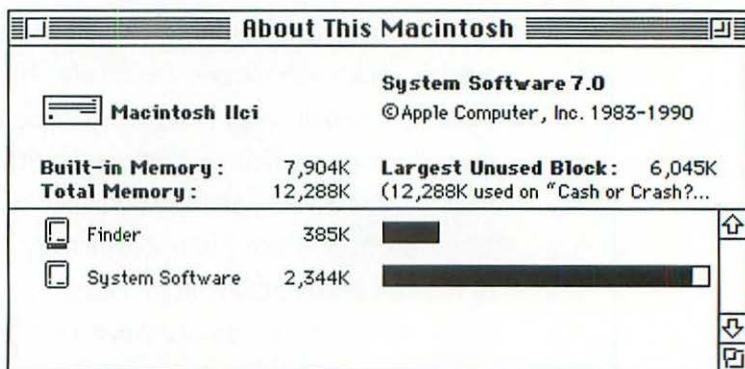 About This Macintosh
System Software 7.0
Macintosh IIci
©Apple Computer, Inc. 1983-1990
Built-in Memory: 7,904K
Largest Unused Block: 6,045K
Total Memory: 12,288K
(12,288K used on “Cash or Crash?...
Finder 385K
System Software 2,344K